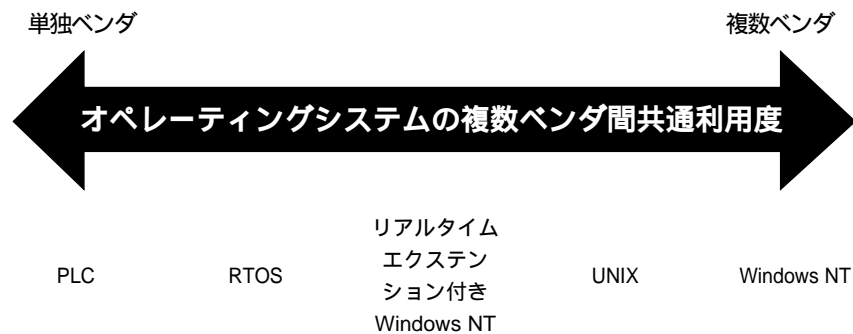 単独ベンダ
複数ベンダ
オペレーティングシステムの複数ベンダ間共通利用度
PLC
RTOS
リアルタイム
エクステン
ション付き
Windows NT
UNIX
Windows NT